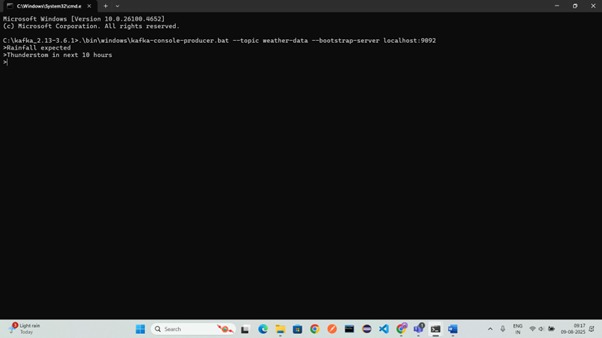 C:\Windows\System32\cmd.e
Microsoft Windows [Version 10.0.26100.4652]
(c) Microsoft Corporation. All rights reserved.
C:\kafka_2.13-3.6.1>.\bin\windows\kafka-console-producer.bat --topic weather-data --bootstrap-server localhost:9092
>Rainfall expected
>Thunderstom in next 10 hours
>
Light rain
Today
Search
ENG
IN
09:17
09-08-2025